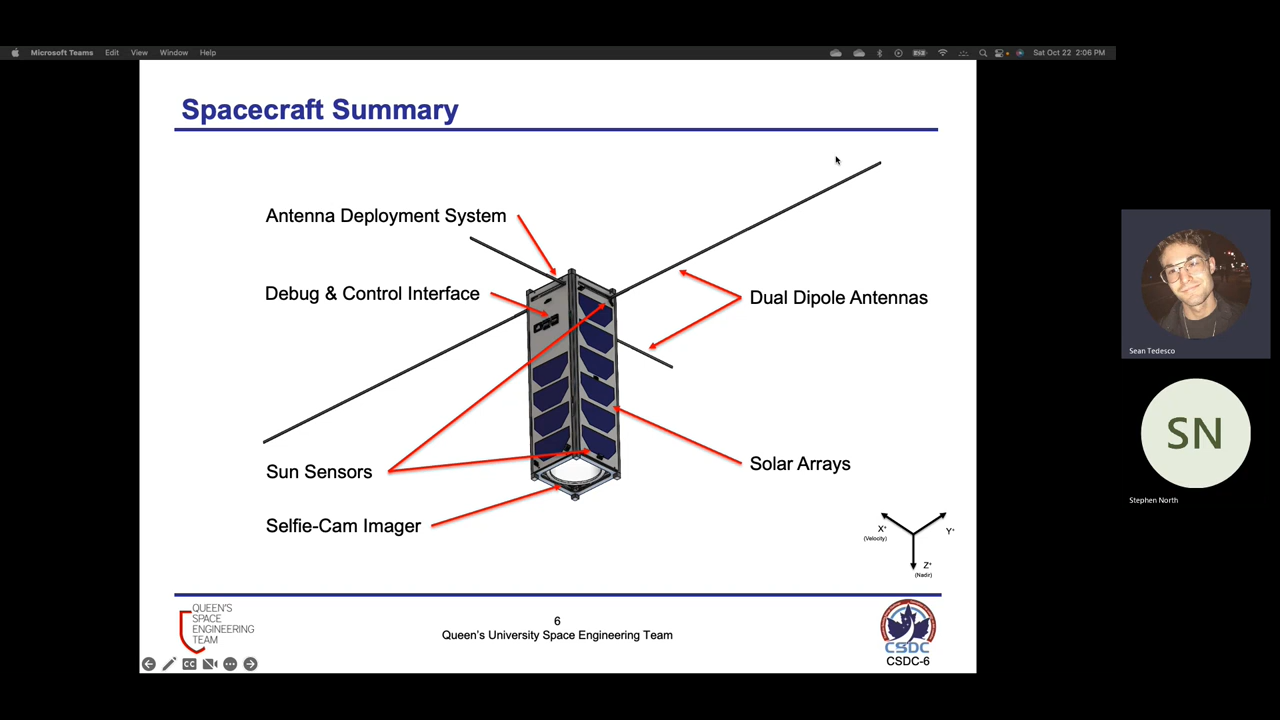 Microsoft Teams Edit View Window Help Sat Oct 22 2:06 PM
Spacecraft Summary
Antenna Deployment System
Debug & Control Interface
Dual Dipole Antennas
Sun Sensors
Solar Arrays
Selfie-Cam Imager
X+
(Velocity)
Y+
Z+
(Nadir)
QUEEN'S
SPACE
ENGINEERING
TEAM
6
Queen's University Space Engineering Team
CSDC
CSDC-6
CC
Sean Tedesco
SN
Stephen North